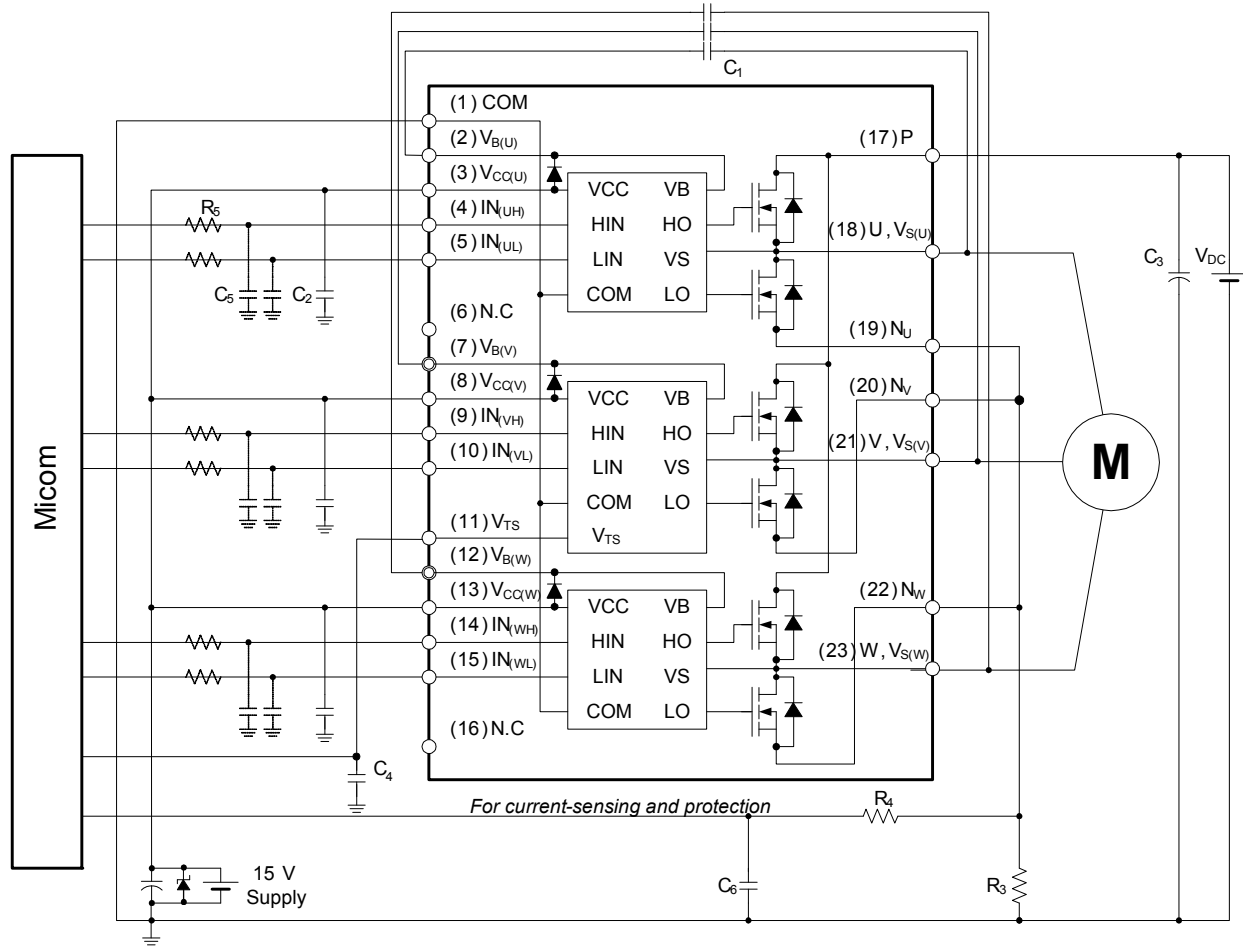 C1
(1) COM
(2) VB(U)
(3) VCC(U)
(4) IN(UH)
(5) IN(UL)
(6) N.C
(7) VB(V)
(8) VCC(V)
(9) IN(VH)
(10) IN(VL)
(11) VTS
(12) VB(W)
(13) VCC(W)
(14) IN(WH)
(15) IN(WL)
(16) N.C
VCC VB
HIN HO
LIN VS
COM LO
VCC VB
HIN HO
LIN VS
COM LO
VTS
VCC VB
HIN HO
LIN VS
COM LO
(17) P
(18) U, VS(U)
(19) NU
(20) NV
(21) V, VS(V)
(22) NW
(23) W, VS(W)
Micom
R5
C5
C2
C3
VDC
M
C4
For current-sensing and protection
R4
15 V
Supply
C6
R3